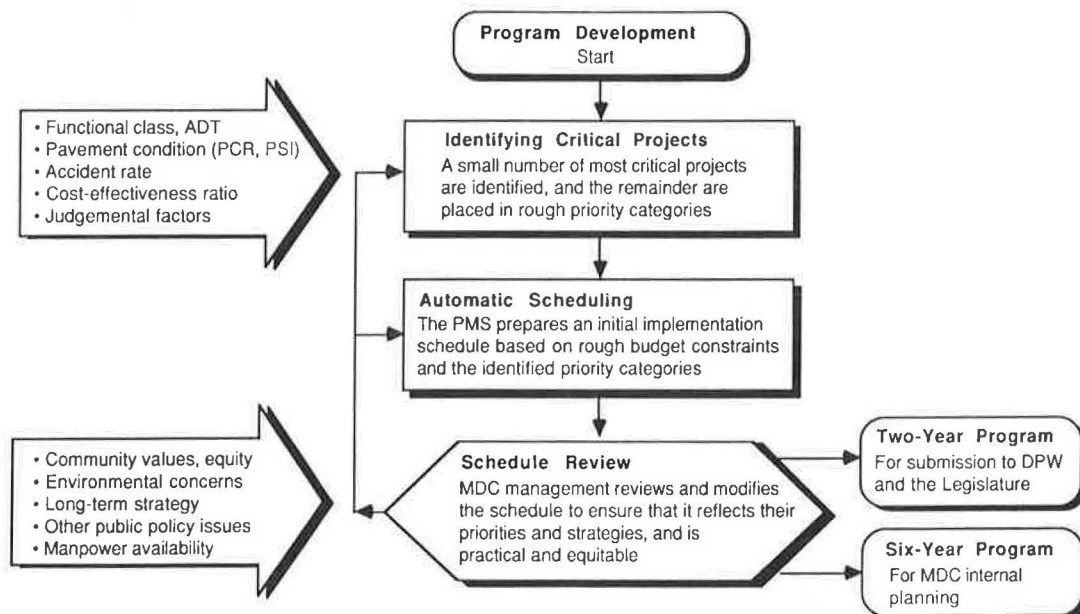 Program Development
Start
• Functional class, ADT
• Pavement condition (PCR, PSI)
• Accident rate
• Cost-effectiveness ratio
• Judgemental factors
Identifying Critical Projects
A small number of most critical projects
are identified, and the remainder are
placed in rough priority categories
Automatic Scheduling
The PMS prepares an initial implementation
schedule based on rough budget constraints
and the identified priority categories
• Community values, equity
• Environmental concerns
• Long-term strategy
• Other public policy issues
• Manpower availability
Schedule Review
MDC management reviews and modifies
the schedule to ensure that it reflects their
priorities and strategies, and is
practical and equitable
Two-Year Program
For submission to DPW
and the Legislature
Six-Year Program
For MDC internal
planning